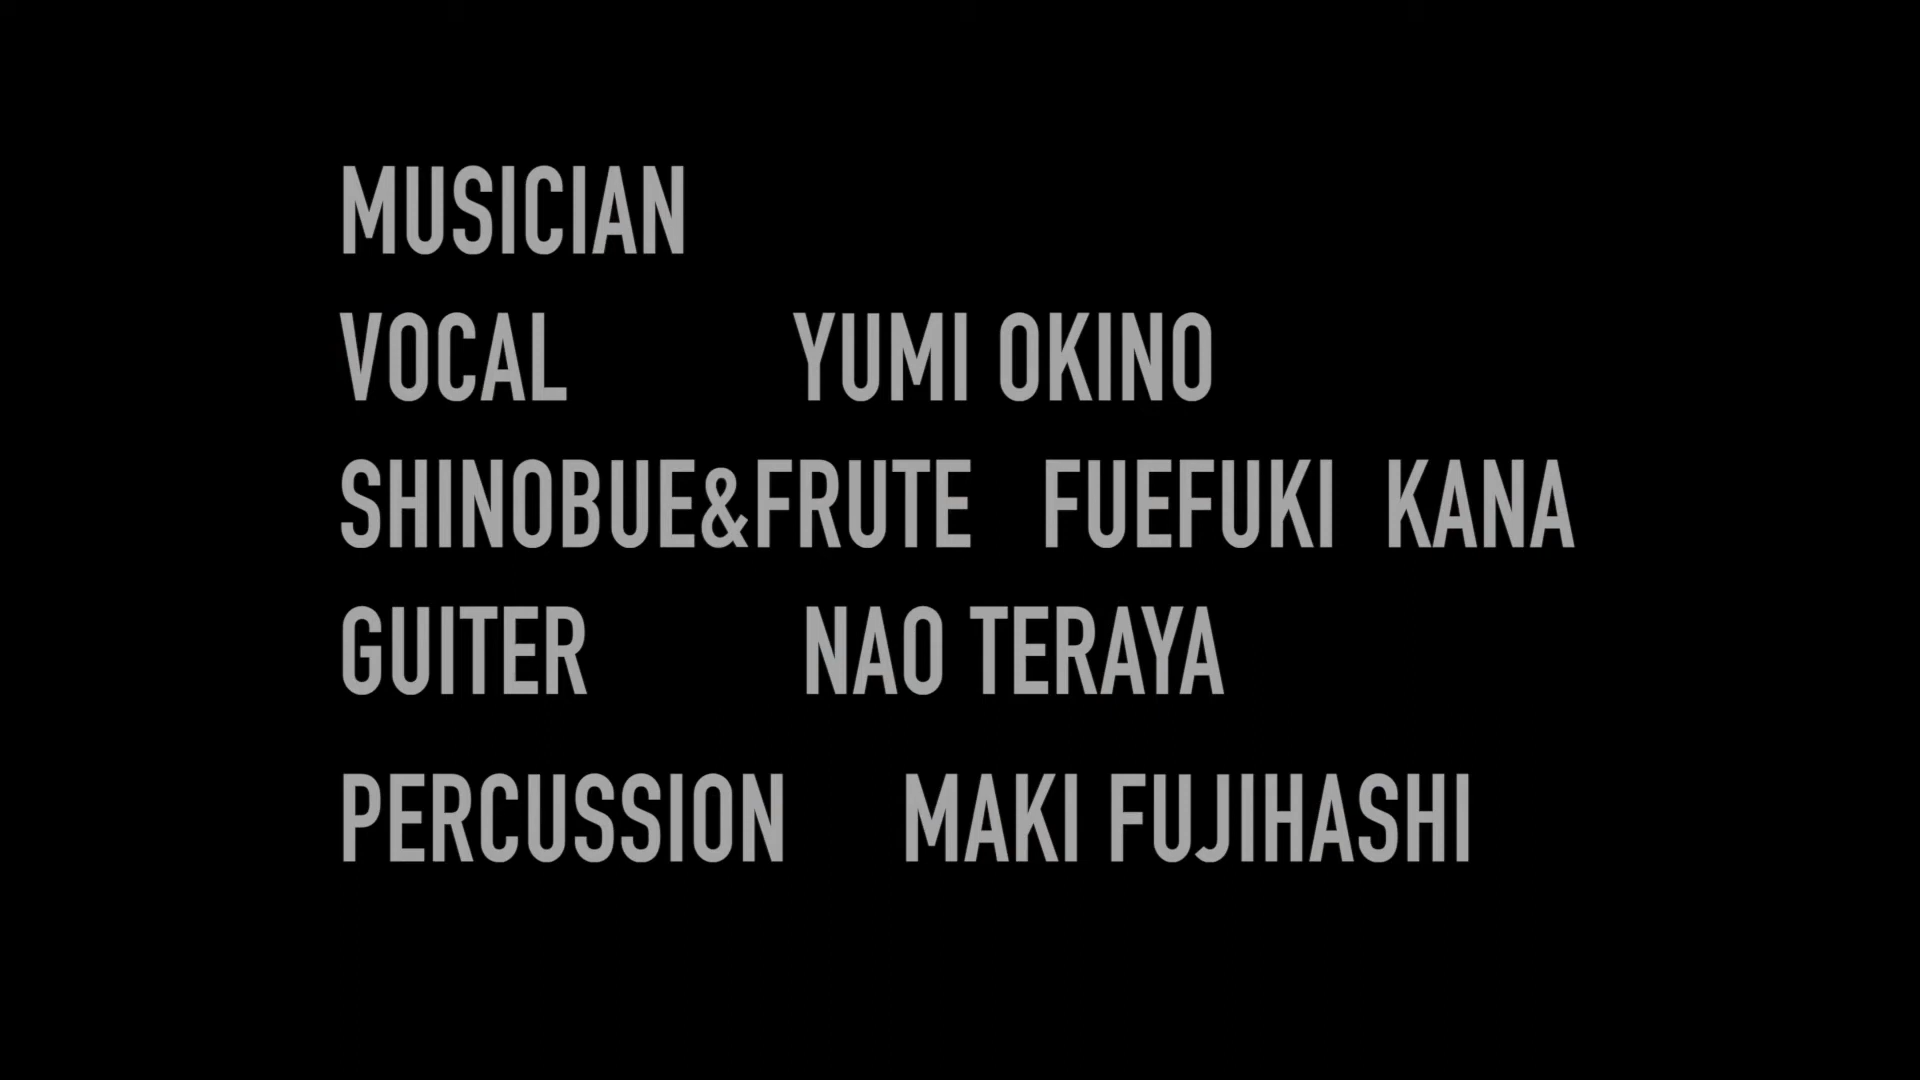 MUSICIAN
VOCAL YUMI OKINO
SHINOBUE&FRUTE FUEFUKI KANA
GUITER NAO TERAYA
PERCUSSION MAKI FUJIHASHI